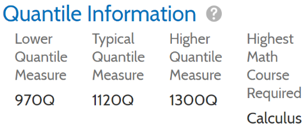 Quantile Information ?
Lower Quantile Measure
970Q
Typical Quantile Measure
1120Q
Higher Quantile Measure
1300Q
Highest Math Course Required
Calculus